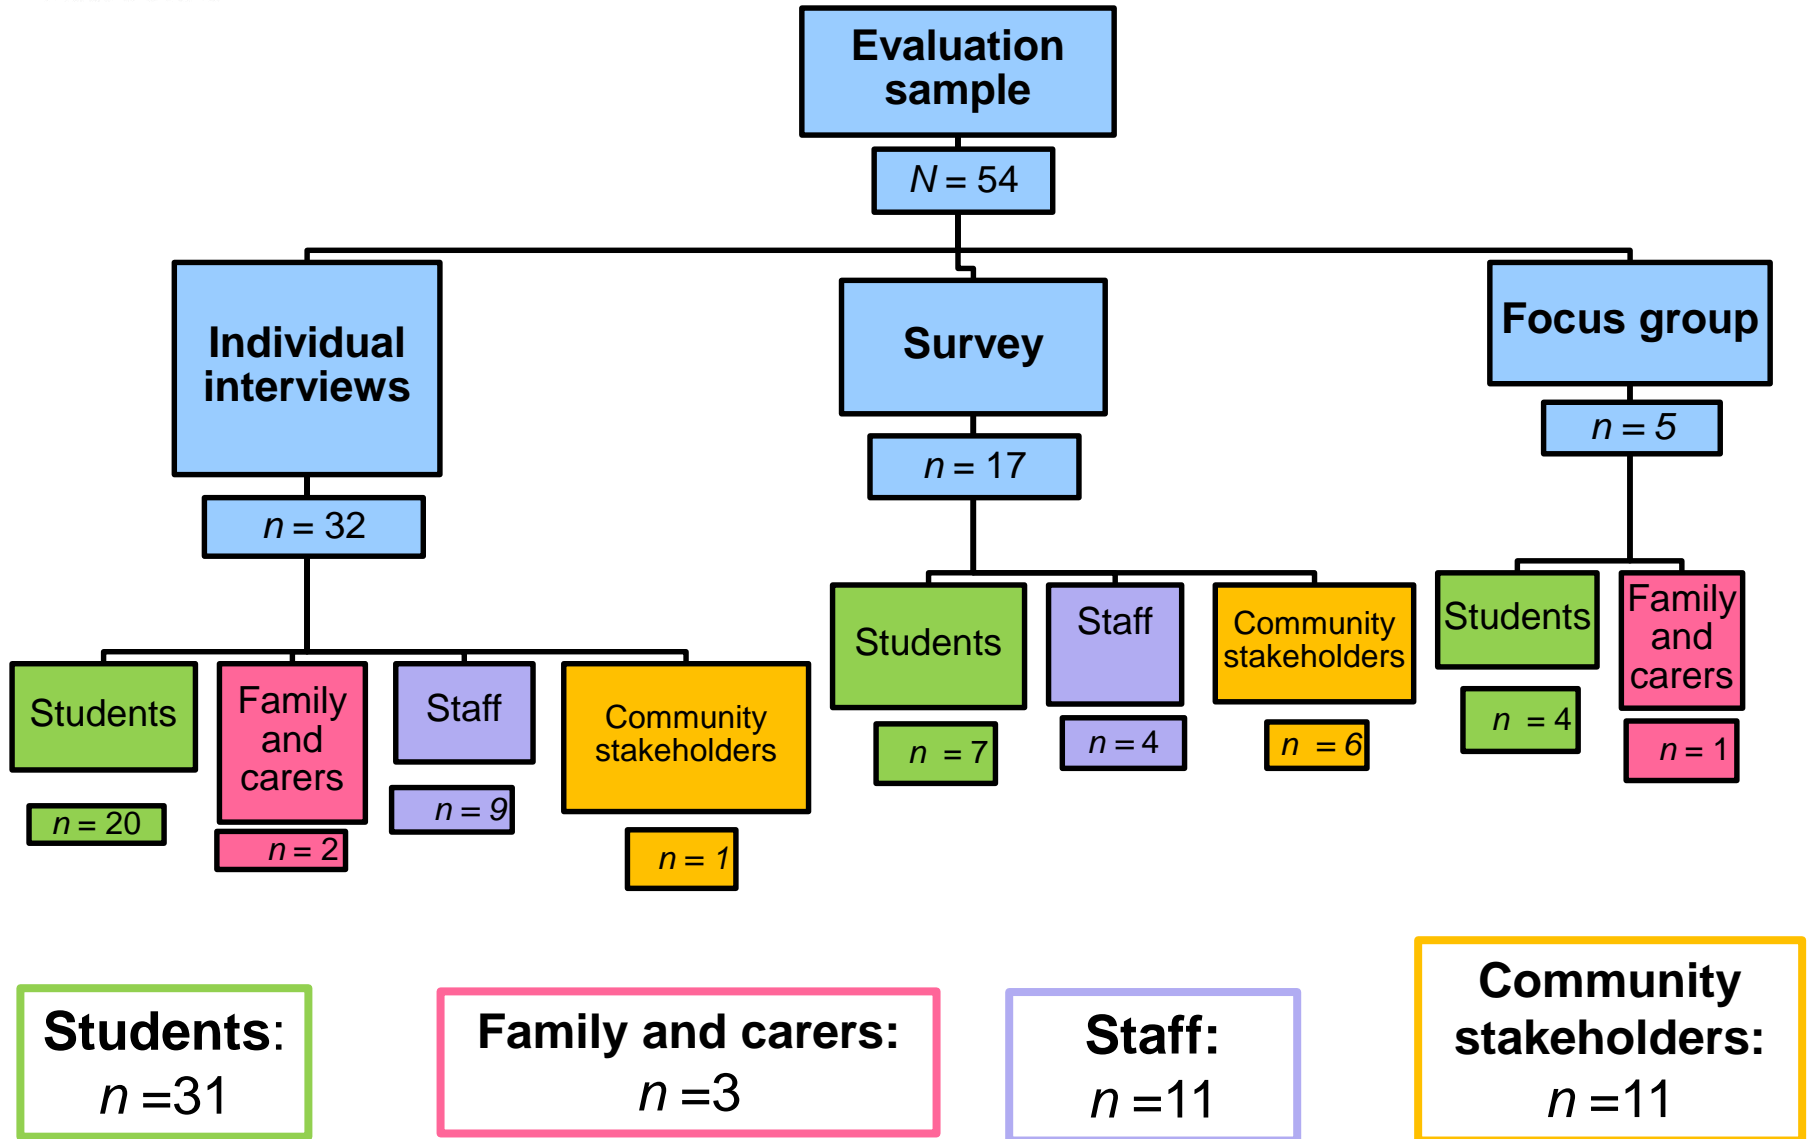 Evaluation
sample
N = 54
Individual
interviews
n = 32
Survey
n = 17
Focus group
n = 5
Students
n = 20
Family
and
carers
n = 2
Staff
n = 9
Community
stakeholders
n = 1
Students
n = 7
Staff
n = 4
Community
stakeholders
n = 6
Students
n = 4
Family
and
carers
n = 1
Students:
n =31
Family and carers:
n =3
Staff:
n =11
Community
stakeholders:
n =11